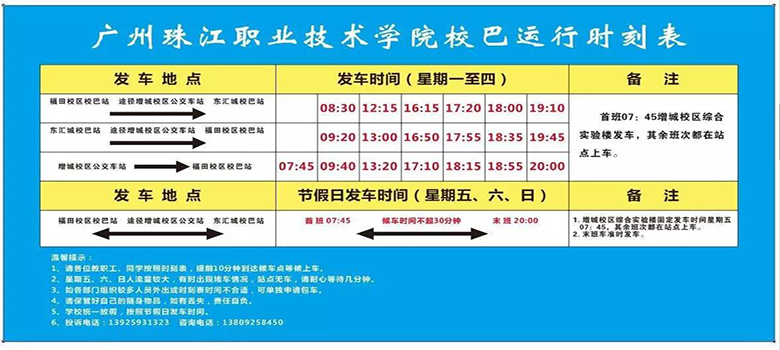 广州珠江职业技术学院校巴运行时刻表
发车地点 发车时间（星期一至四） 备注
福田校区校巴站 途径增城校区公交车站 东汇城校巴站 08:30 12:15 16:15 17:20 18:00 19:10
东汇城校巴站 途径增城校区公交车站 福田校区校巴站 09:20 13:00 16:50 17:55 18:35 19:45
增城校区公交车站 福田校区校巴站 07:45 09:40 13:20 17:10 18:15 18:55 20:00
首班07：45增城校区综合
实验楼发车，其余班次都在站
点上车。
发车地点 节假日发车时间（星期五、六、日） 备注
福田校区校巴站 途径增城校区公交站 东汇城校巴站 首班 07:45 候车时间不超30分钟 末班 20:00
1. 增城校区综合实验楼固定发车时间星期五
07：45，其余班次都在站点上车。
2. 末班车准时发车。
温馨提示：
1、请各位教职工、同学按照时刻表，提前10分钟到达候车点等候上车。
2、星期五、六、日人流量较大，有时出现堵车情况，站点无车，请耐心等待几分钟。
3、如各部门组织较多人员外出或时刻表时间不合适，可单独申请包车。
4、请保管好自己的随身物品，如有丢失，责任自负。
5、学校统一放假，按照节假日发车时间。
6、投诉电话：13925931323 咨询电话：13809258450